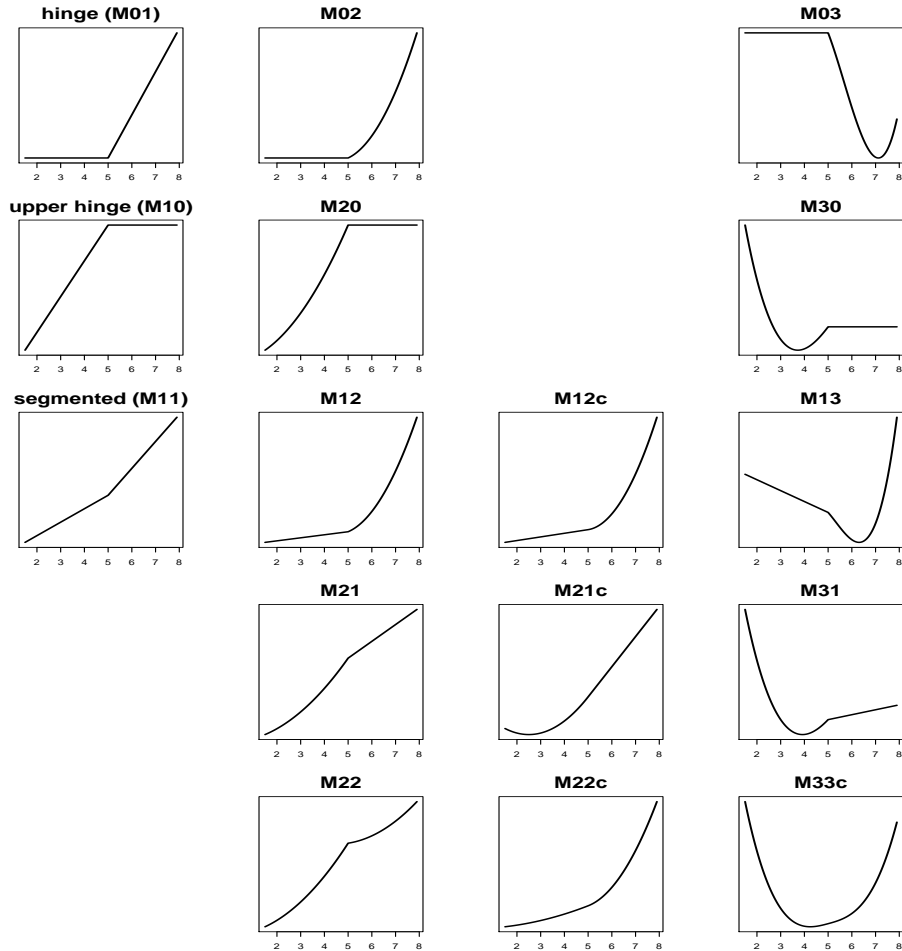 hinge (M01) M02 M03
2 3 4 5 6 7 8 2 3 4 5 6 7 8 2 3 4 5 6 7 8
upper hinge (M10) M20 M30
2 3 4 5 6 7 8 2 3 4 5 6 7 8 2 3 4 5 6 7 8
segmented (M11) M12 M12c M13
2 3 4 5 6 7 8 2 3 4 5 6 7 8 2 3 4 5 6 7 8 2 3 4 5 6 7 8
M21 M21c M31
2 3 4 5 6 7 8 2 3 4 5 6 7 8 2 3 4 5 6 7 8
M22 M22c M33c
2 3 4 5 6 7 8 2 3 4 5 6 7 8 2 3 4 5 6 7 8